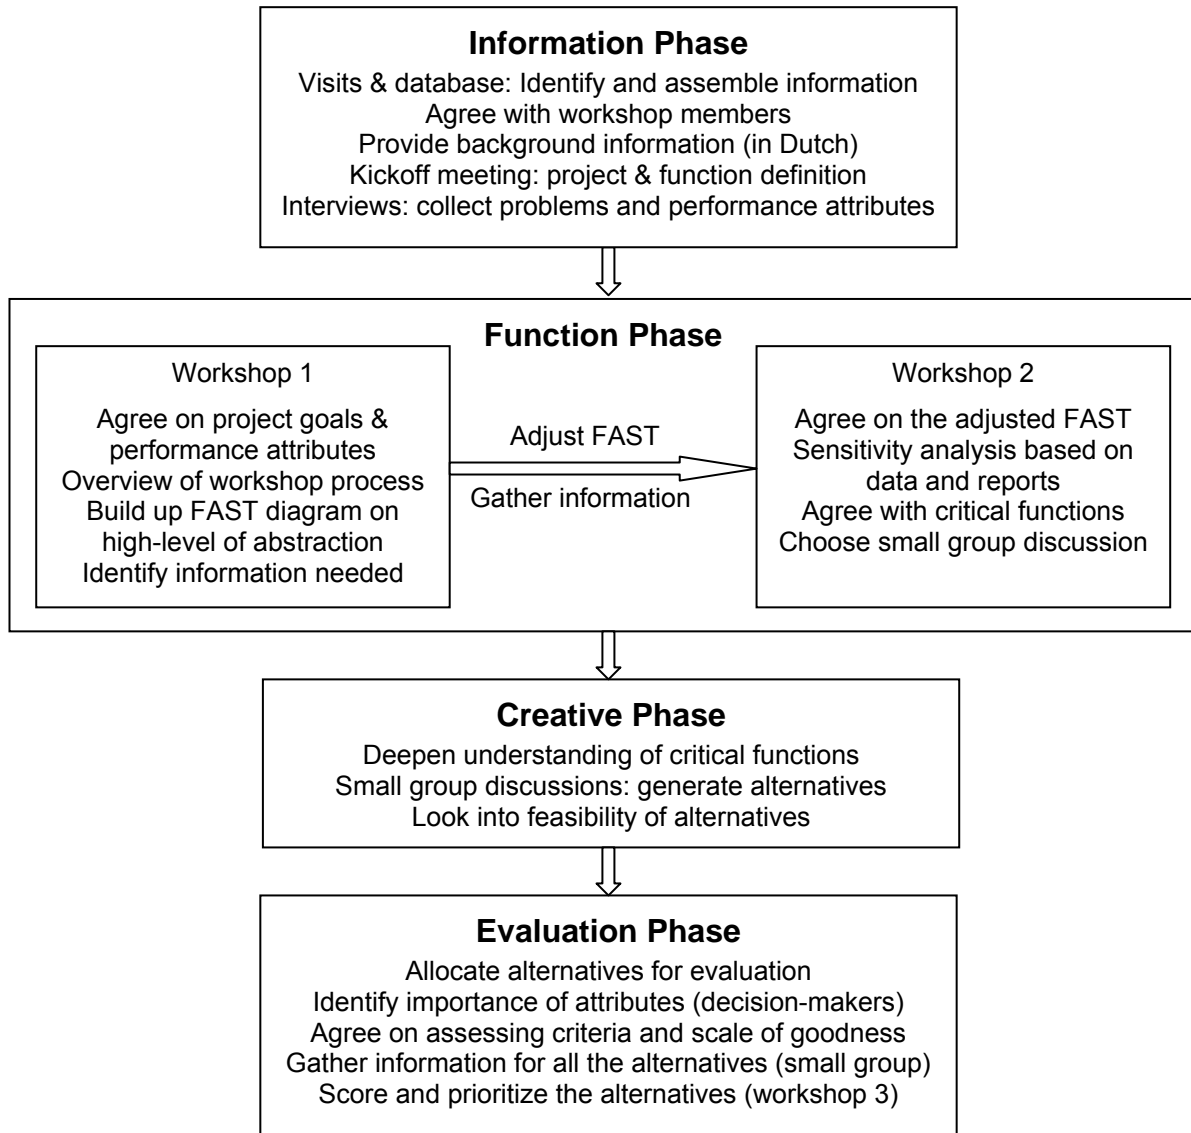 Information Phase
Visits & database: Identify and assemble information
Agree with workshop members
Provide background information (in Dutch)
Kickoff meeting: project & function definition
Interviews: collect problems and performance attributes
Function Phase
Workshop 1
Agree on project goals &
performance attributes
Overview of workshop process
Build up FAST diagram on
high-level of abstraction
Identify information needed
Adjust FAST
Gather information
Workshop 2
Agree on the adjusted FAST
Sensitivity analysis based on
data and reports
Agree with critical functions
Choose small group discussion
Creative Phase
Deepen understanding of critical functions
Small group discussions: generate alternatives
Look into feasibility of alternatives
Evaluation Phase
Allocate alternatives for evaluation
Identify importance of attributes (decision-makers)
Agree on assessing criteria and scale of goodness
Gather information for all the alternatives (small group)
Score and prioritize the alternatives (workshop 3)